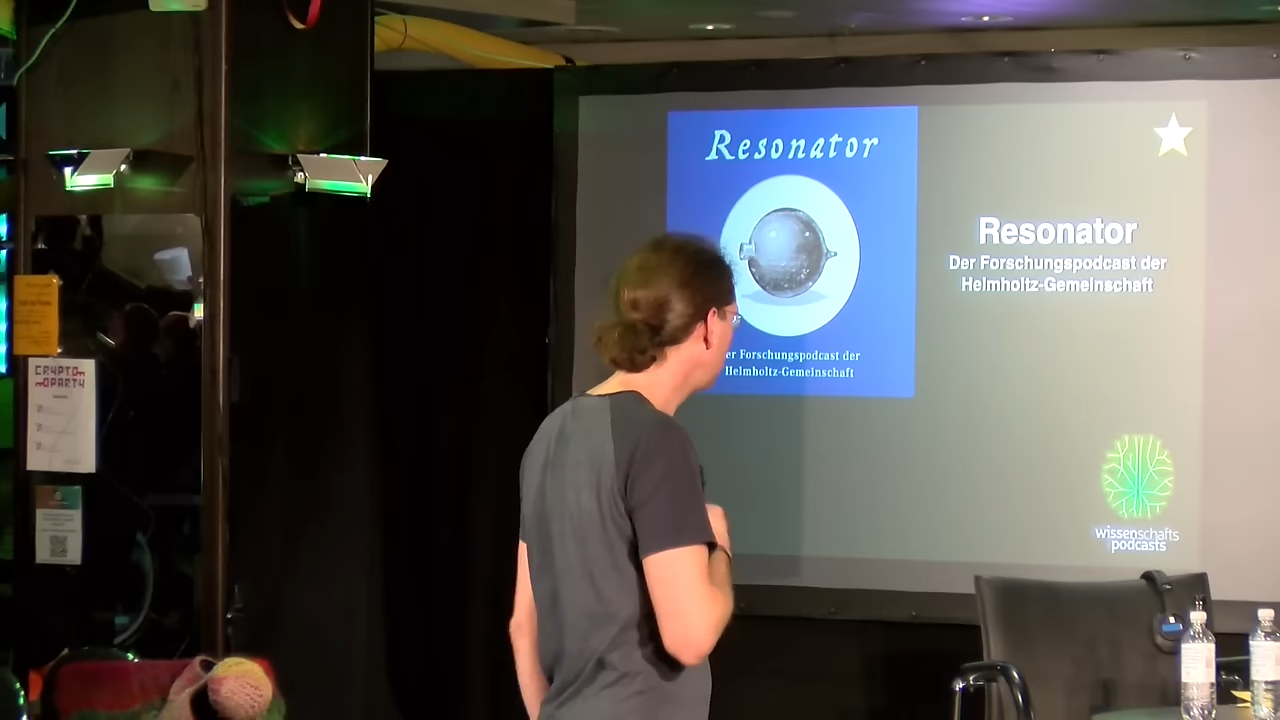 Resonator
er Forschungspodcast der
Helmholtz-Gemeinschaft
Resonator
Der Forschungspodcast der
Helmholtz-Gemeinschaft
wissenschafts
podcasts
CRYPTO
PARTY